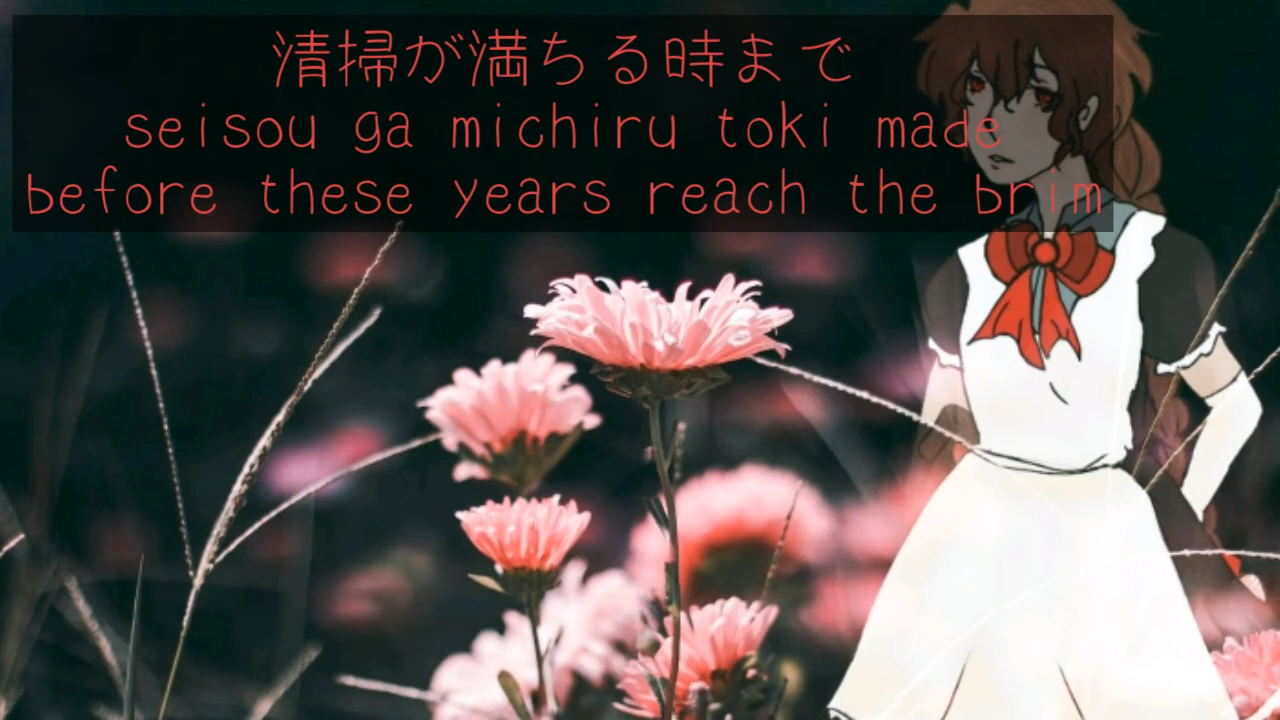 清掃が満ちる時まで
seisou ga michiru toki made
before these years reach the brim